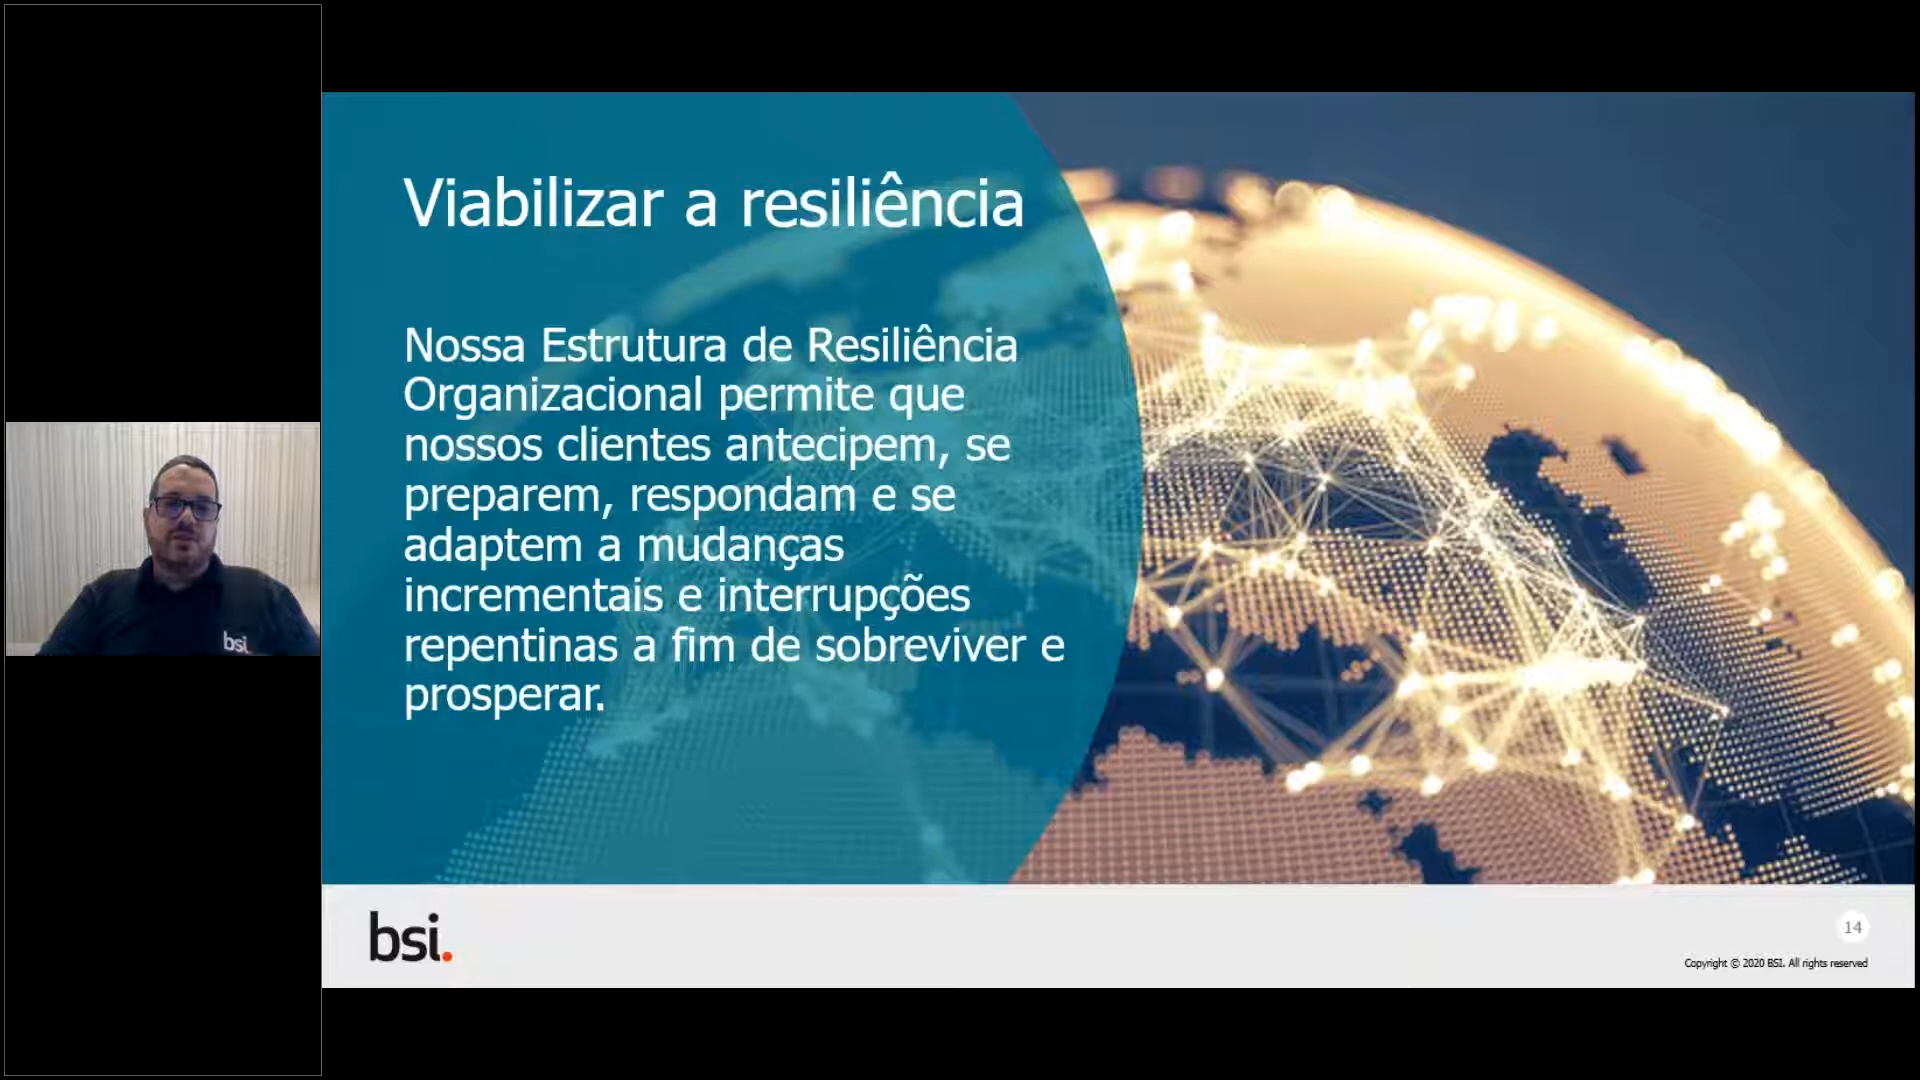 Viabilizar a resiliência
Nossa Estrutura de Resiliência
Organizacional permite que
nossos clientes antecipem, se
preparem, respondam e se
adaptem a mudanças
incrementais e interrupções
repentinas a fim de sobreviver e
prosperar.
bsi.
bsi.
14
Copyright © 2020 BSI. All rights reserved